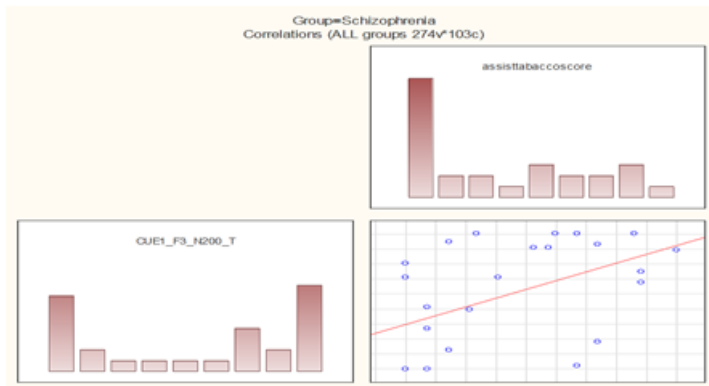 Group=Schizophrenia
Correlations (ALL groups 274v*103c)
assisttabaccoscore
CUE1_F3_N200_T